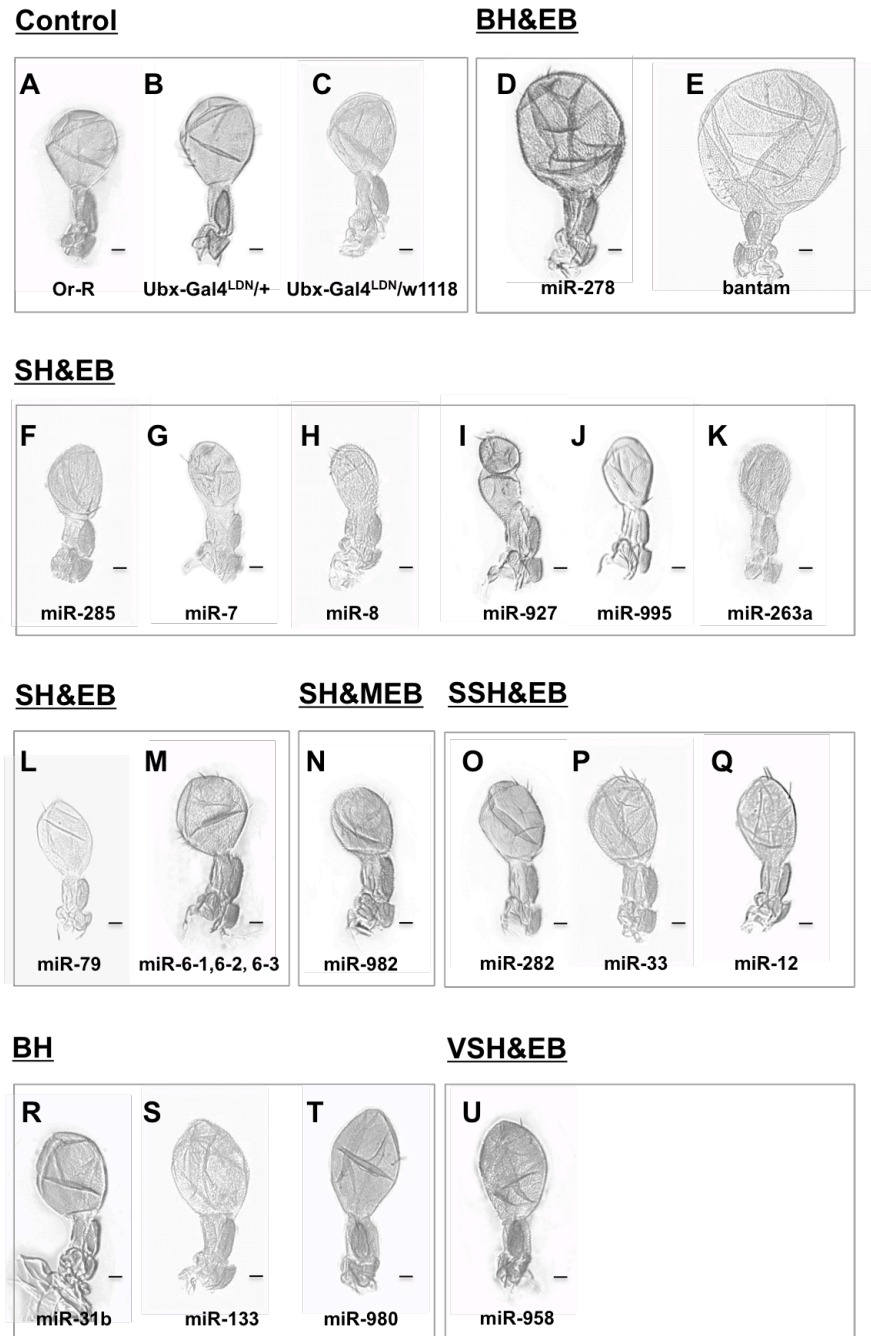 Control
BH&EB
A B C D E
Or-R Ubx-Gal4LDN/+ Ubx-Gal4LDN/w1118 miR-278 bantam
SH&EB
F G H I J K
miR-285 miR-7 miR-8 miR-927 miR-995 miR-263a
SH&EB SH&MEB SSH&EB
L M N O P Q
miR-79 miR-6-1,6-2, 6-3 miR-982 miR-282 miR-33 miR-12
BH VSH&EB
R S T U
miR-31b miR-133 miR-980 miR-958